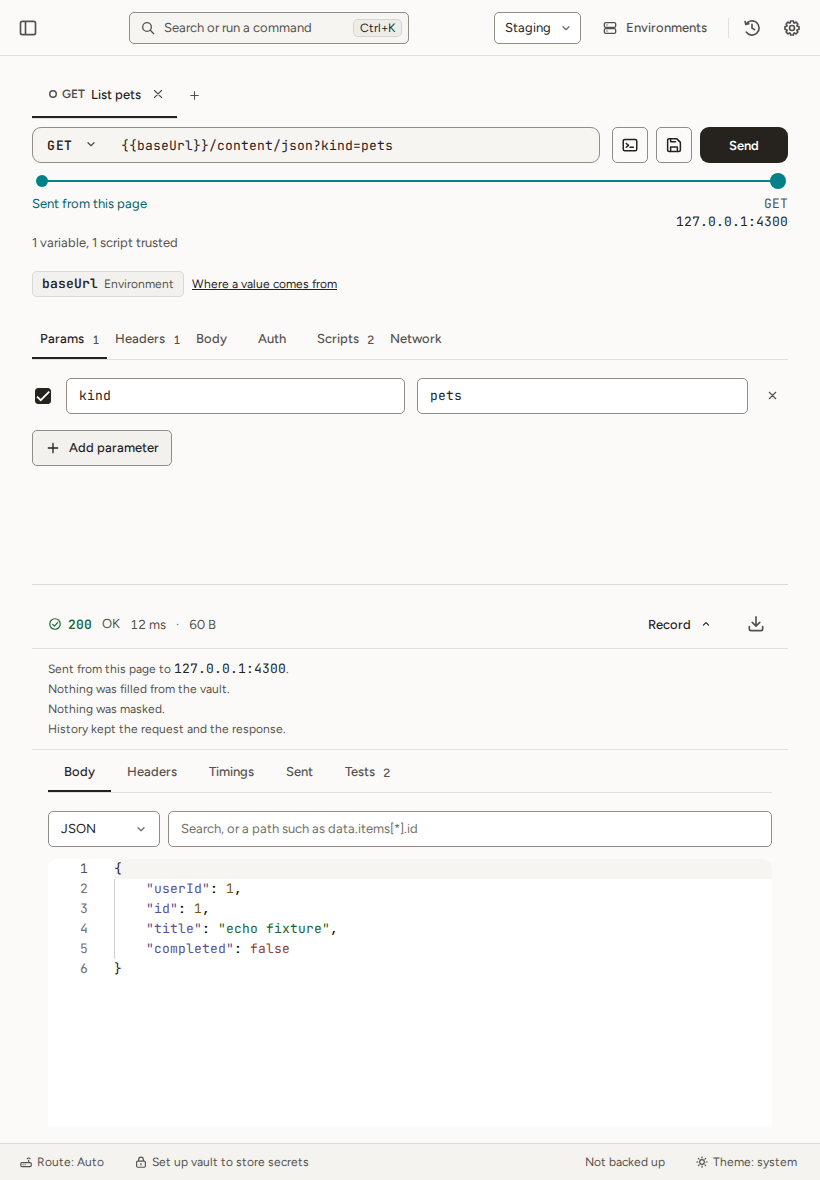 Search or run a command Ctrl+K Staging Environments
GET List pets
GET {{baseUrl}}/content/json?kind=pets Send
Sent from this page GET
127.0.0.1:4300
1 variable, 1 script trusted
baseUrl Environment Where a value comes from
Params 1 Headers 1 Body Auth Scripts 2 Network
kind pets
Add parameter
200 OK 12 ms · 60 B Record
Sent from this page to 127.0.0.1:4300.
Nothing was filled from the vault.
Nothing was masked.
History kept the request and the response.
Body Headers Timings Sent Tests 2
JSON Search, or a path such as data.items[*].id
1 {
2 "userId": 1,
3 "id": 1,
4 "title": "echo fixture",
5 "completed": false
6 }
Route: Auto Set up vault to store secrets Not backed up Theme: system